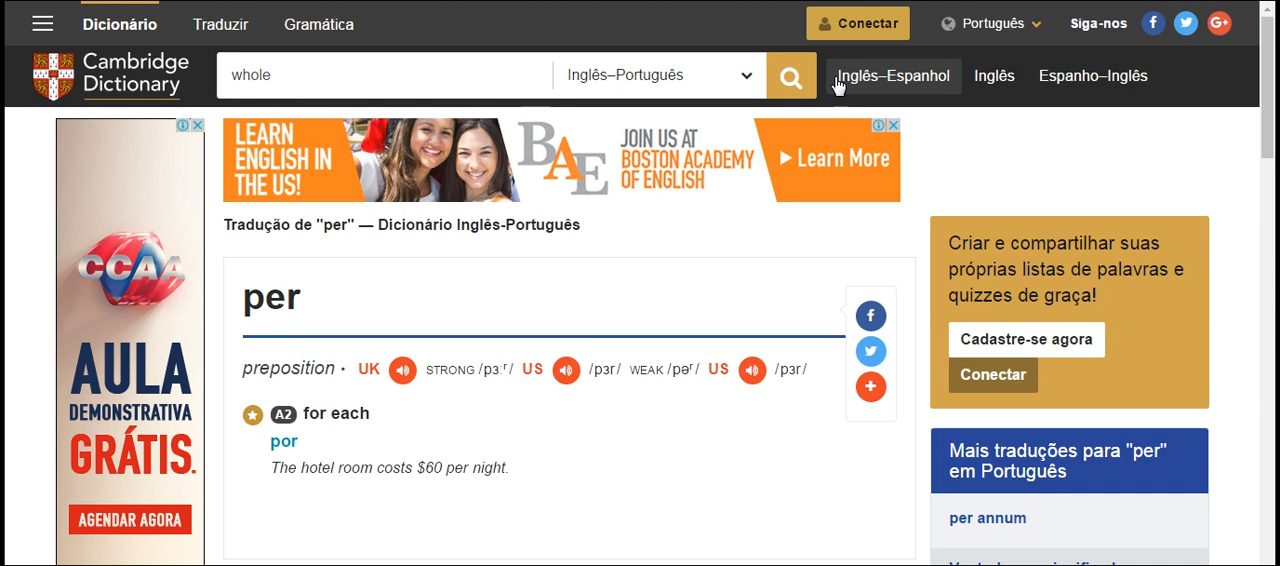 Dicionário Traduzir Gramática Conectar Português Siga-nos f G+
Cambridge
Dictionary
whole Inglês–Português Inglês–Espanhol Inglês Espanho–Inglês
LEARN
ENGLISH IN
THE US!
BAE
JOIN US AT
BOSTON ACADEMY
OF ENGLISH
Learn More
CCAA
AULA
DEMONSTRATIVA
GRÁTIS.
AGENDAR AGORA
Tradução de "per" — Dicionário Inglês-Português
per
preposition · UK STRONG /pɜːʳ/ US /pɜr/ WEAK /pəʳ/ US /pɜr/
A2 for each
por
The hotel room costs $60 per night.
f
+
Criar e compartilhar suas
próprias listas de palavras e
quizzes de graça!
Cadastre-se agora
Conectar
Mais traduções para "per"
em Português
per annum